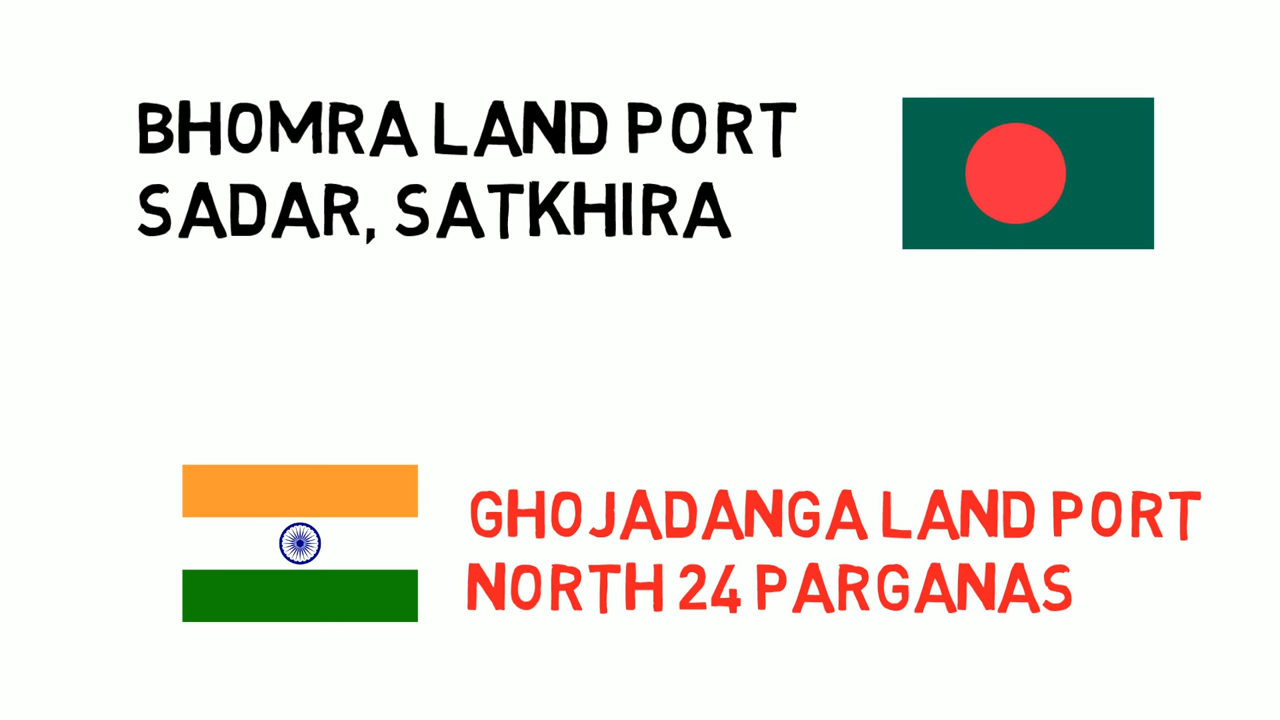 BHOMRA LAND PORT
SADAR, SATKHIRA
GHOJADANGA LAND PORT
NORTH 24 PARGANAS